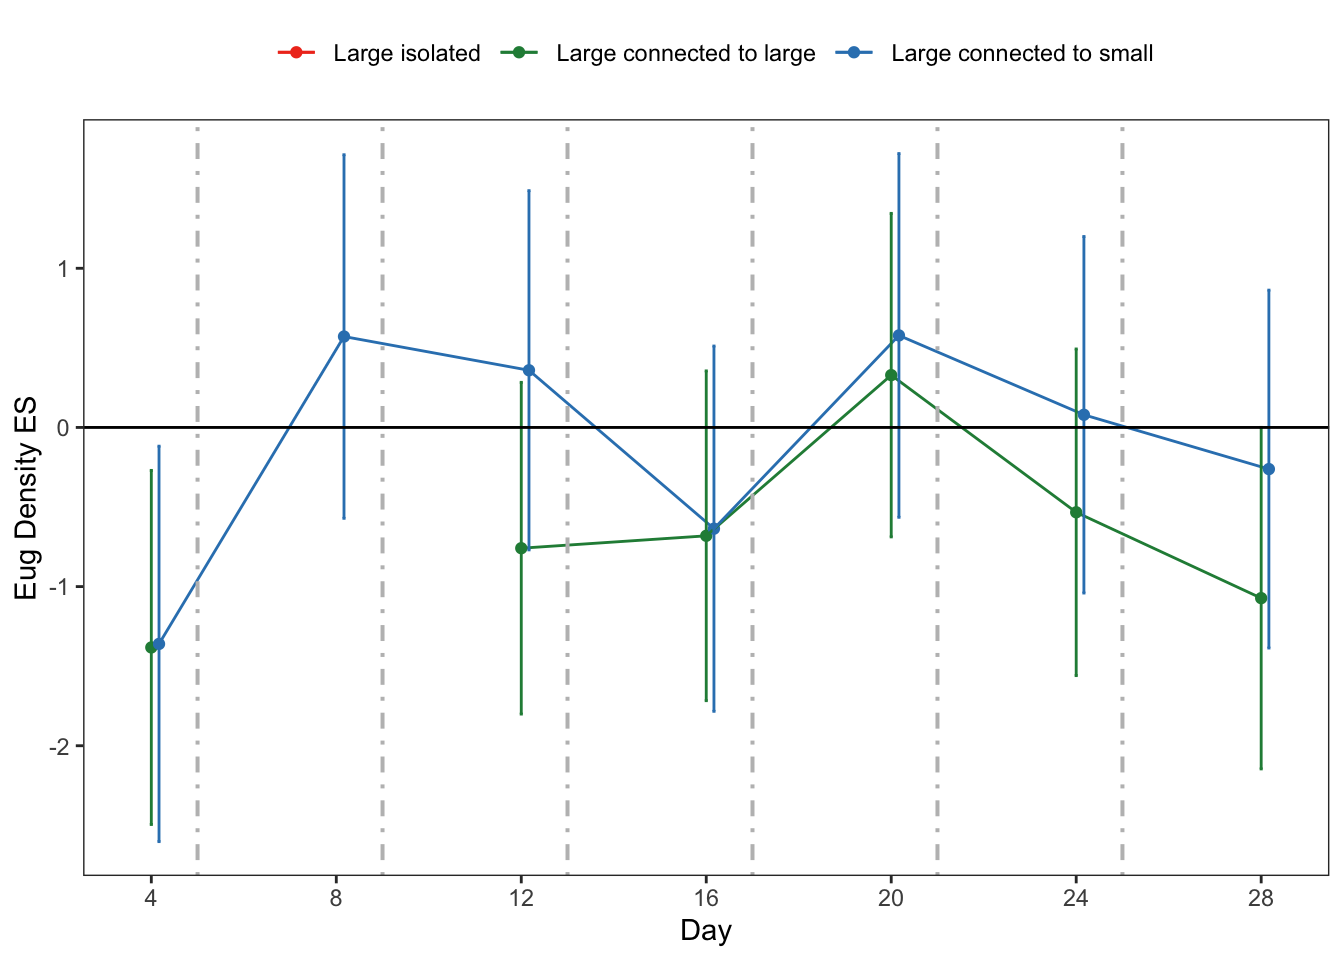 Large isolated Large connected to large Large connected to small
Eug Density ES
1
0
-1
-2
4 8 12 16 20 24 28
Day